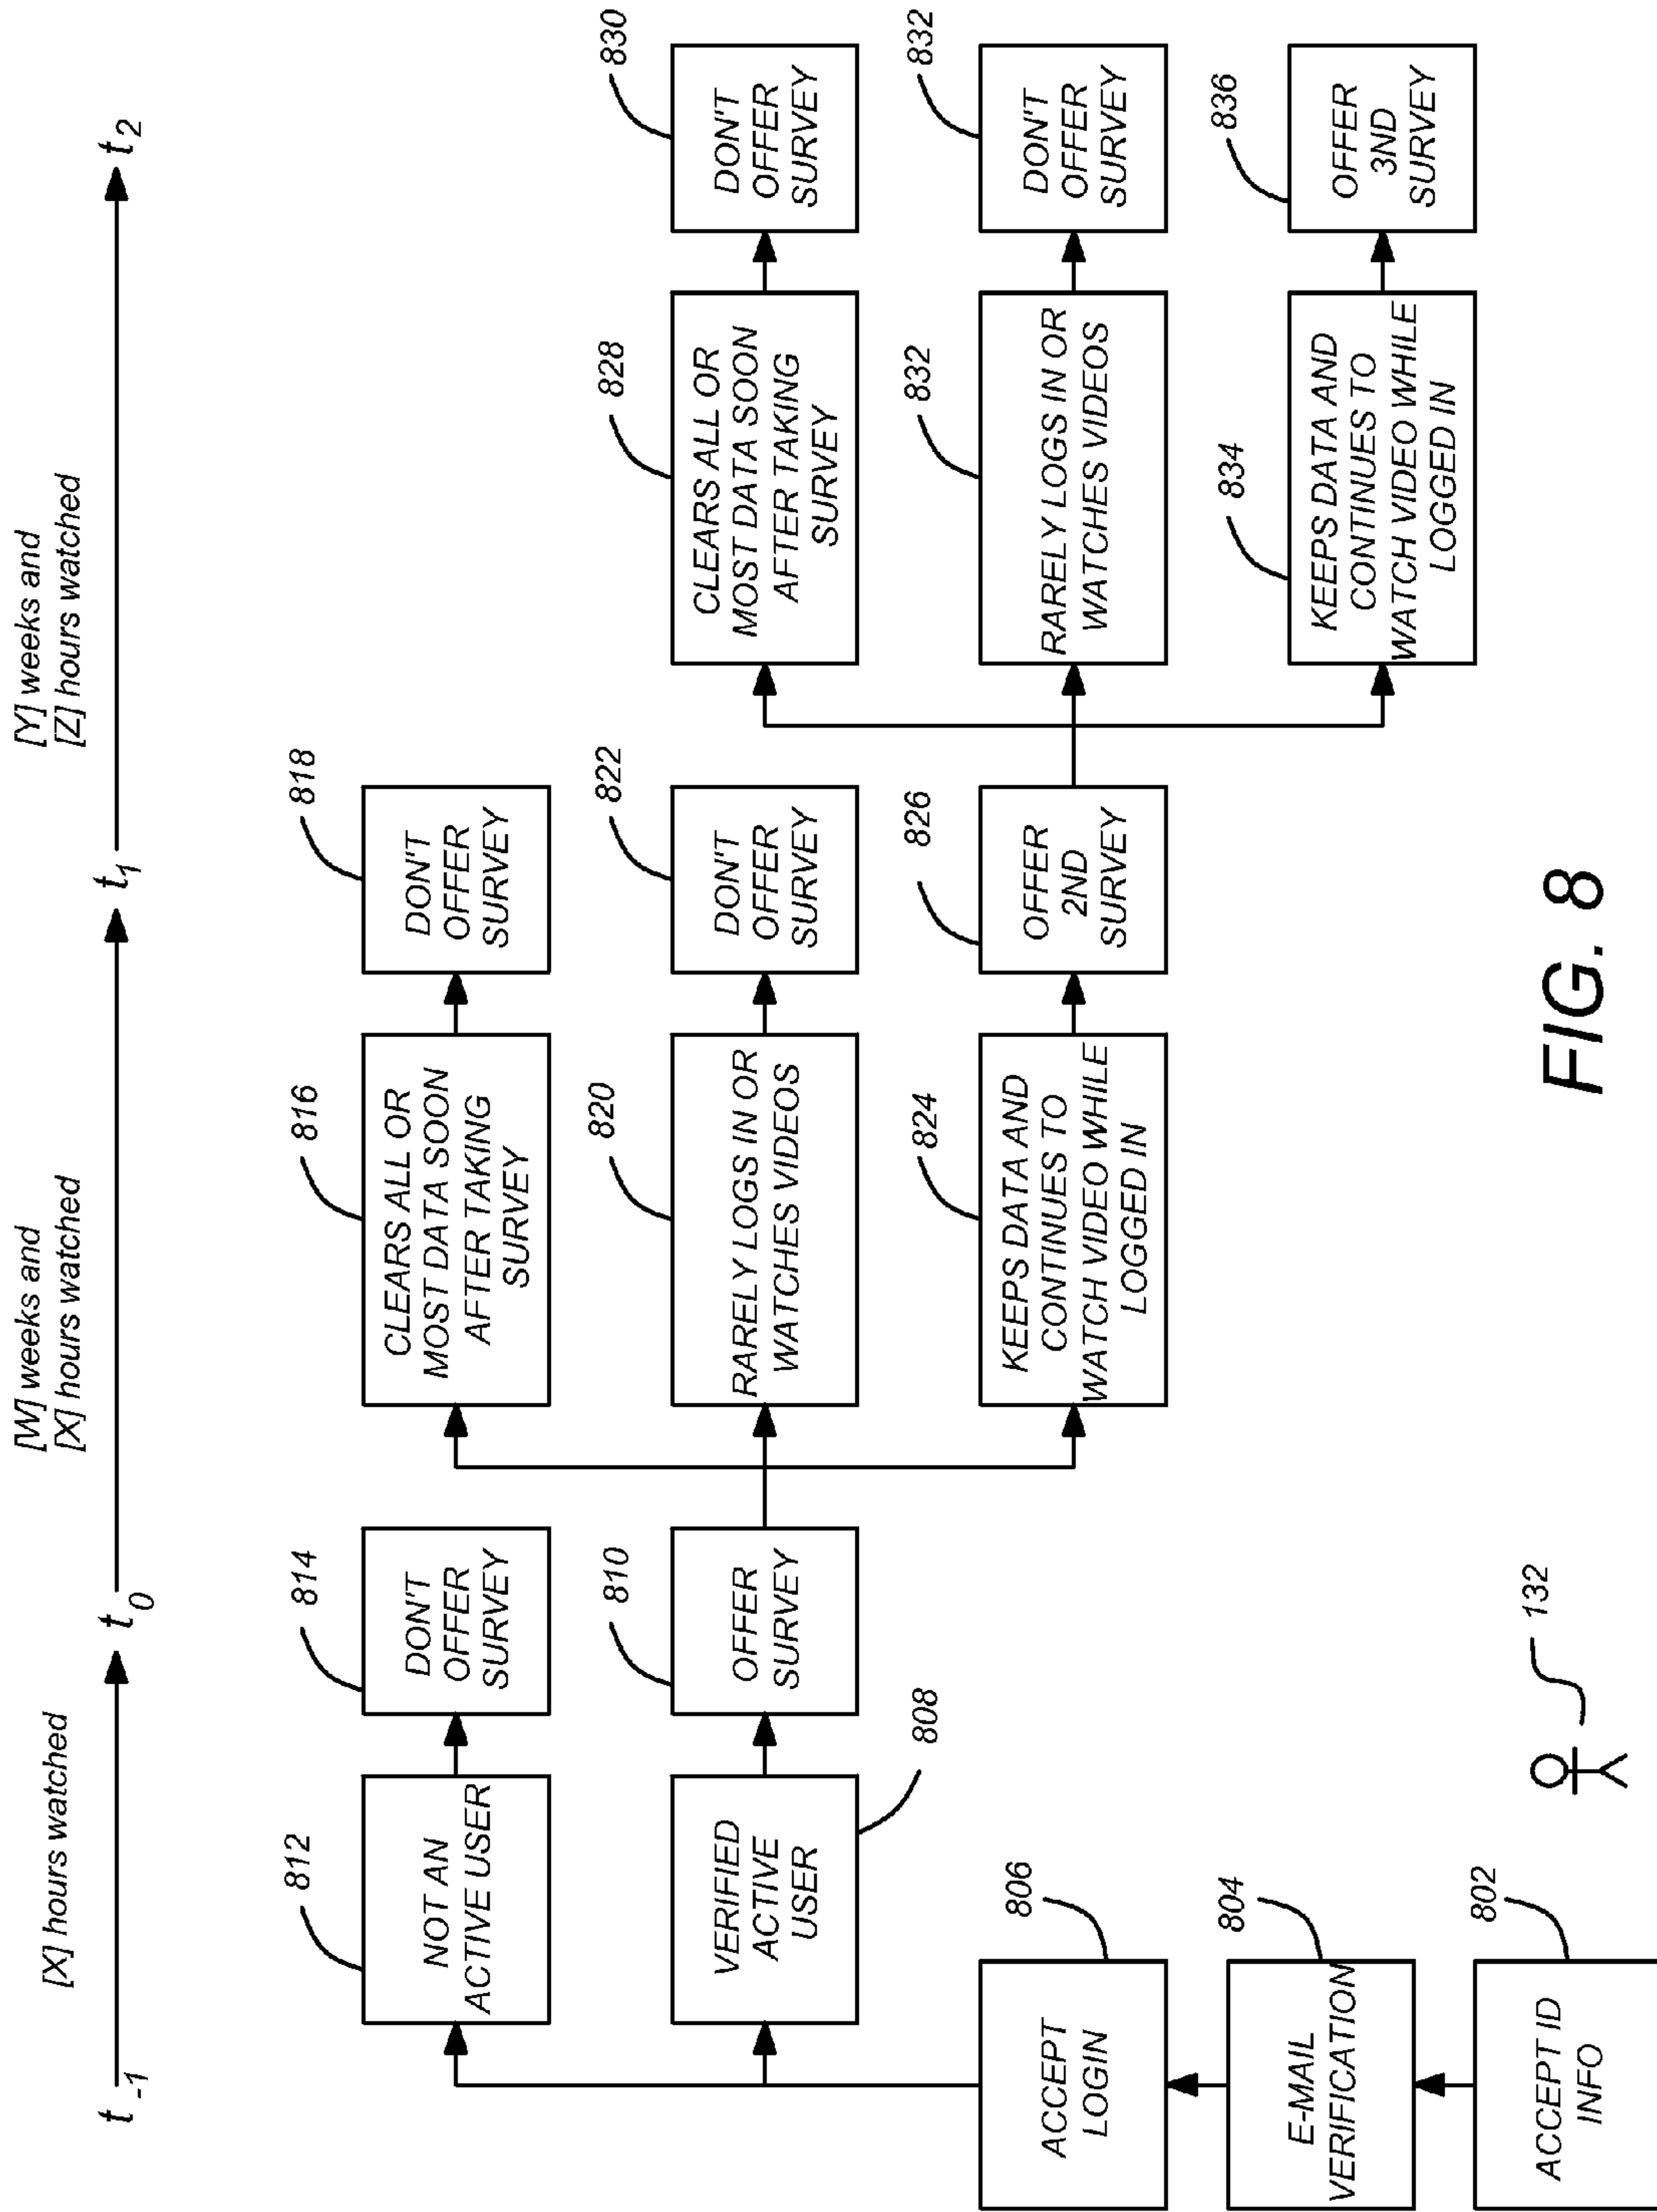 [X] hours watched
[W] weeks and
[X] hours watched
[Y] weeks and
[Z] hours watched
t-1
t0
t1
t2
812
NOT AN
ACTIVE USER
814
DON'T
OFFER
SURVEY
816
CLEARS ALL OR
MOST DATA SOON
AFTER TAKING
SURVEY
818
DON'T
OFFER
SURVEY
VERIFIED
ACTIVE
USER
808
810
OFFER
SURVEY
820
RARELY LOGS IN OR
WATCHES VIDEOS
822
DON'T
OFFER
SURVEY
828
CLEARS ALL OR
MOST DATA SOON
AFTER TAKING
SURVEY
830
DON'T
OFFER
SURVEY
806
ACCEPT
LOGIN
824
KEEPS DATA AND
CONTINUES TO
WATCH VIDEO WHILE
LOGGED IN
826
OFFER
2ND
SURVEY
832
RARELY LOGS IN OR
WATCHES VIDEOS
832
DON'T
OFFER
SURVEY
804
E-MAIL
VERIFICATION
834
KEEPS DATA AND
CONTINUES TO
WATCH VIDEO WHILE
LOGGED IN
836
OFFER
3ND
SURVEY
802
ACCEPT ID
INFO
132
FIG. 8